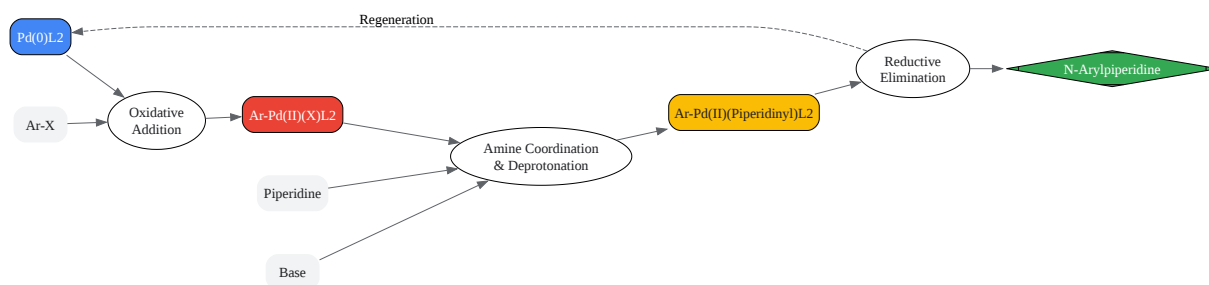 Regeneration
Pd(0)L2
Ar-X
Oxidative
Addition
Ar-Pd(II)(X)L2
Piperidine
Base
Amine Coordination
& Deprotonation
Ar-Pd(II)(Piperidinyl)L2
Reductive
Elimination
N-Arylpiperidine